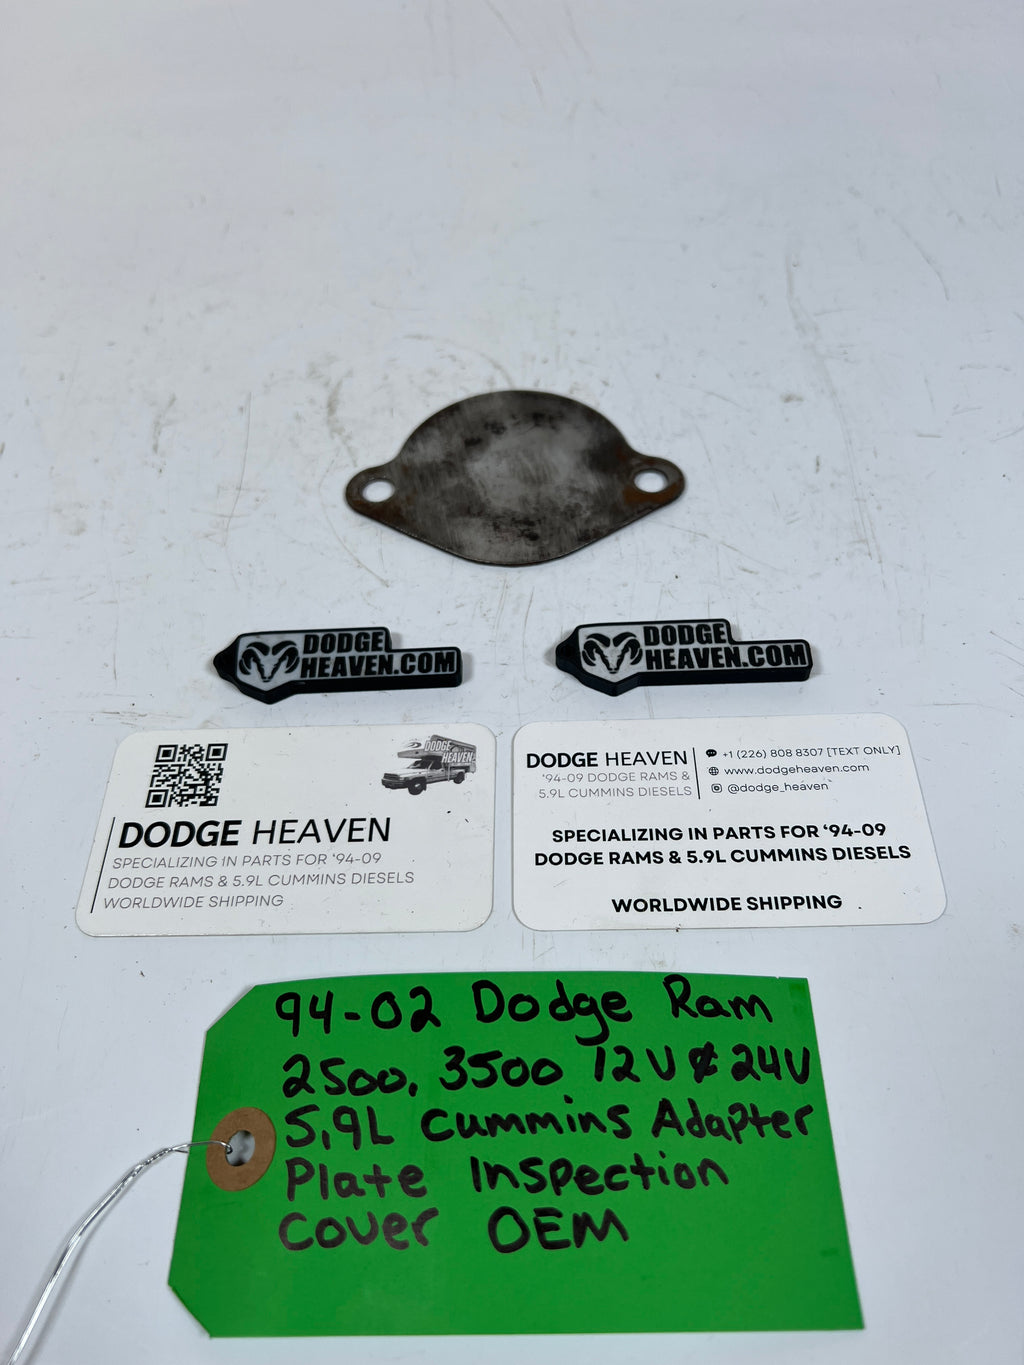 DODGE
HEAVEN.COM
DODGE
HEAVEN.COM
DODGE
HEAVEN
DODGE HEAVEN
SPECIALIZING IN PARTS FOR '94-09
DODGE RAMS & 5.9L CUMMINS DIESELS
WORLDWIDE SHIPPING
DODGE HEAVEN
'94-09 DODGE RAMS &
5.9L CUMMINS DIESELS
+1 (226) 808 8307 [TEXT ONLY]
www.dodgeheaven.com
@dodge_heaven
SPECIALIZING IN PARTS FOR '94-09
DODGE RAMS & 5.9L CUMMINS DIESELS
WORLDWIDE SHIPPING
94-02 Dodge Ram
2500, 3500 12V & 24V
5.9L Cummins Adapter
Plate Inspection
Cover OEM